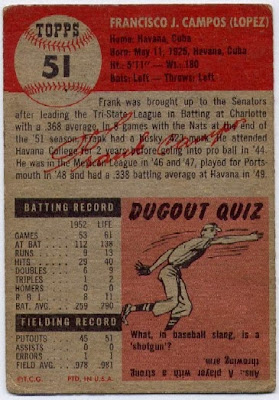 TOPPS
51
FRANCISCO J. CAMPOS (LOPEZ)
Home: Havana, Cuba
Born: May 11, 1925, Havana, Cuba
Ht.: 5'11" — Wt.: 180
Bats: Left - Throws: Left
Frank was brought up to the Senators
after leading the Tri-State League in Batting at Charlotte
with a .368 average. In 8 games with the Nats at the end
of the '51 season, Frank had a .423 average. He attended
Havana College for 2 years before going into pro ball in '44.
He was in the Mexican League in '46 and '47, played for Ports-
mouth in '48 and had a .338 batting average at Havana in '49.
Frank Campos
BATTING RECORD
1952 LIFE
GAMES 53 61
AT BAT 112 138
RUNS 9 13
HITS 29 40
DOUBLES 6 9
TRIPLES 1 2
HOMERS 0 0
R B I 8 11
BAT. AVG. .259 .290
FIELDING RECORD
PUTOUTS 45 51
ASSISTS 0 0
ERRORS 1 1
FIELD AVG. .978 .981
©T.C.G. PTD. IN U.S.A.
DUGOUT QUIZ
What, in baseball slang, is a
"shotgun"?
Ans: A player with a strong
throwing arm